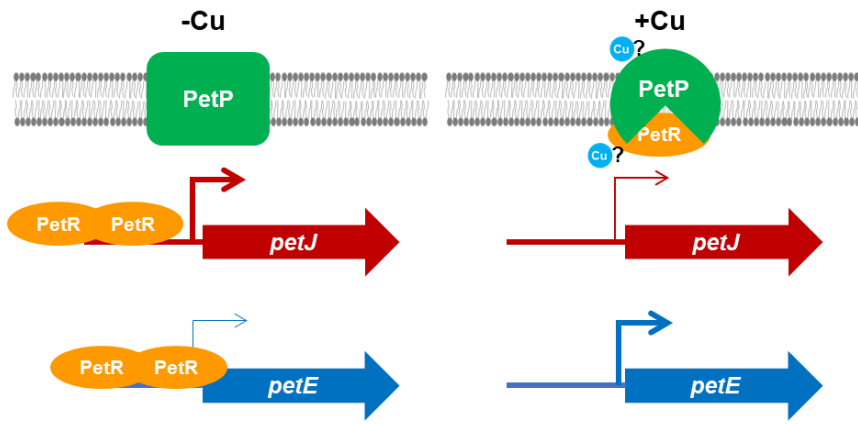 -Cu
+Cu
Cu ?
PetP
PetP
PetR
Cu ?
PetR PetR
petJ
petJ
PetR PetR
petE
petE